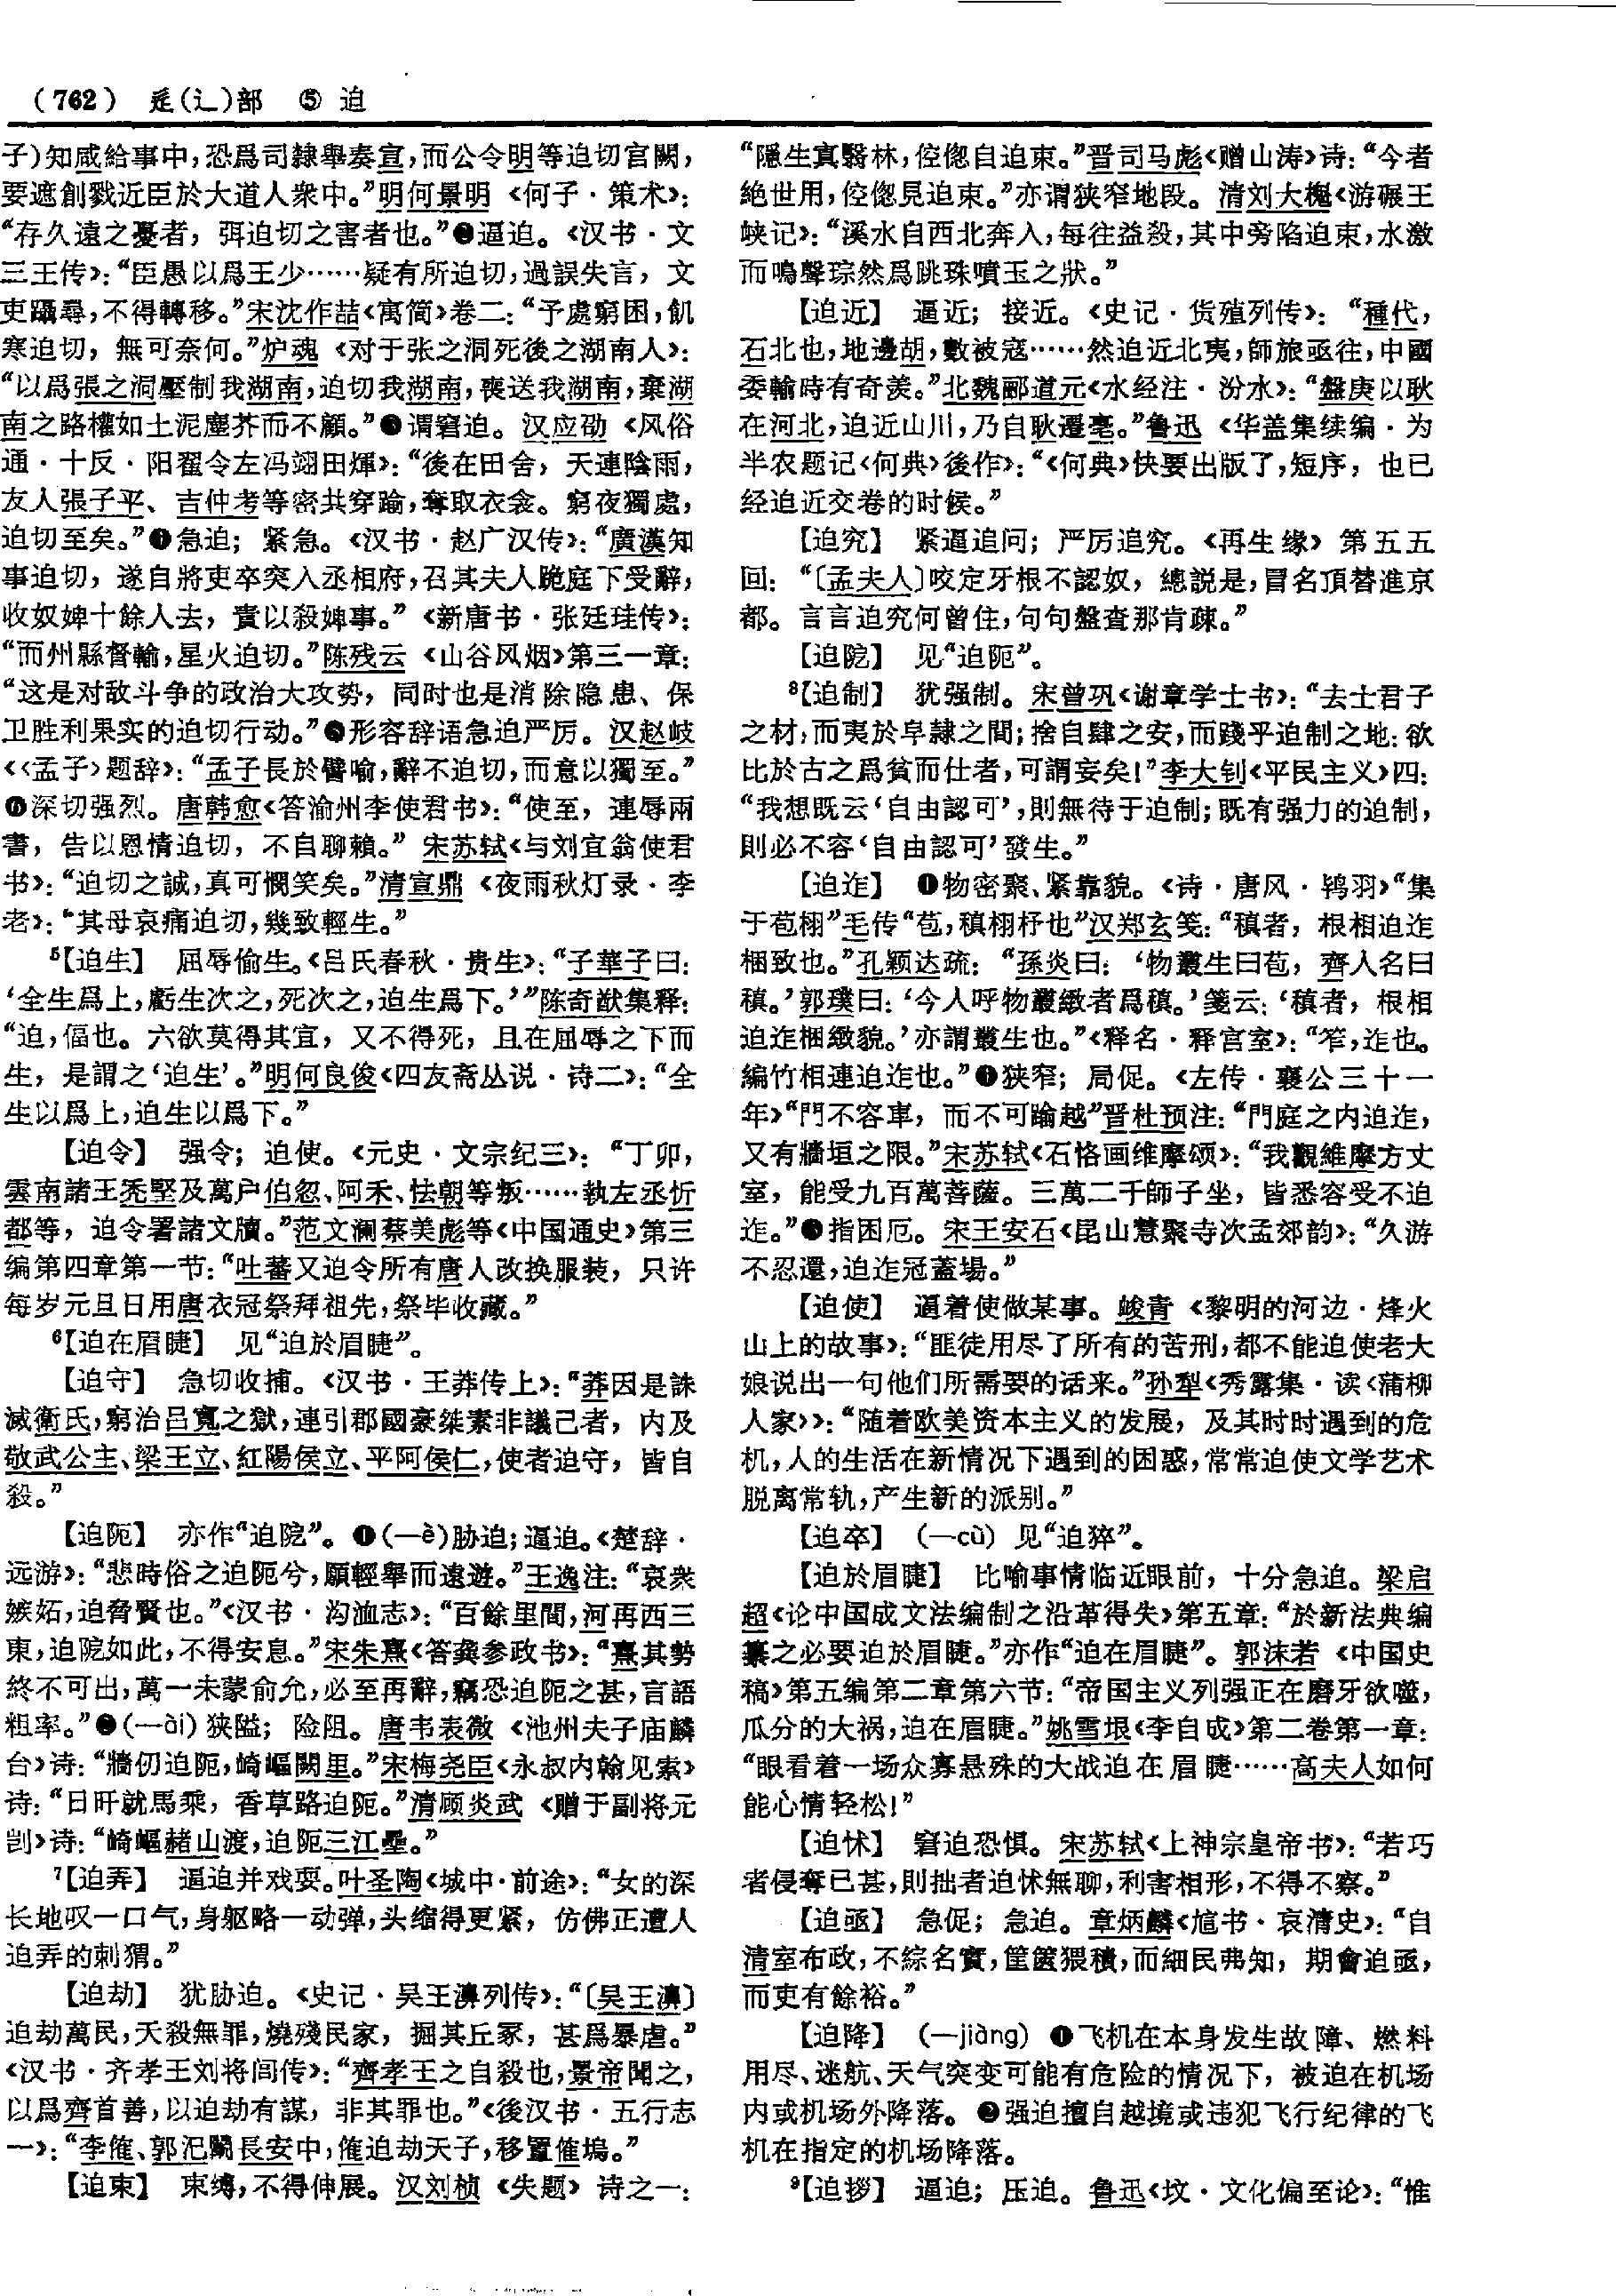 (762) 辵(辶)部 ⑤ 迫
子)知咸給事中,恐爲司隸舉奏宣,而公令明等迫切宫闕,
要遮創戮近臣於大道人衆中。”明何景明《何子·策术》:
“存久遠之憂者,弭迫切之害者也。”❷逼迫。《汉书·文
三王传》:“臣愚以爲王少……疑有所迫切,過誤失言,文
吏躡尋,不得轉移。”宋沈作喆《寓简》卷二:“予處窮困,飢
寒迫切,無可奈何。”炉魂《对于张之洞死後之湖南人》:
“以爲張之洞壓制我湖南,迫切我湖南,喪送我湖南,棄湖
南之路權如土泥塵芥而不顧。”❸谓窘迫。汉应劭《风俗
通·十反·阳翟令左冯翊田煇》:“後在田舍,天連陰雨,
友人張子平、吉仲考等密共穿踰,奪取衣衾。窮夜獨處,
迫切至矣。”❹急迫;紧急。《汉书·赵广汉传》:“廣漢知
事迫切,遂自將吏卒突入丞相府,召其夫人跪庭下受辭,
收奴婢十餘人去,責以殺婢事。”《新唐书·张廷珪传》:
“而州縣督輸,星火迫切。”陈残云《山谷风烟》第三一章:
“这是对敌斗争的政治大攻势,同时也是消除隐患、保
卫胜利果实的迫切行动。”❺形容辞语急迫严厉。汉赵岐
《〈孟子〉题辞》:“孟子長於譬喻,辭不迫切,而意以獨至。”
❻深切强烈。唐韩愈《答渝州李使君书》:“使至,連辱兩
書,告以恩情迫切,不自聊賴。”宋苏轼《与刘宜翁使君
书》:“迫切之誠,真可憫笑矣。”清宣鼎《夜雨秋灯录·李
老》:“其母哀痛迫切,幾致輕生。”
5【迫生】 屈辱偷生。《吕氏春秋·贵生》:“子華子曰:
‘全生爲上,虧生次之,死次之,迫生爲下。’”陈奇猷集释:
“迫,偪也。六欲莫得其宜,又不得死,且在屈辱之下而
生,是謂之‘迫生’。”明何良俊《四友斋丛说·诗二》:“全
生以爲上,迫生以爲下。”
【迫令】 强令;迫使。《元史·文宗纪三》:“丁卯,
雲南諸王禿堅及萬户伯忽、阿禾、怯朝等叛……執左丞忻
都等,迫令署諸文牘。”范文澜蔡美彪等《中国通史》第三
编第四章第一节:“吐蕃又迫令所有唐人改换服装,只许
每岁元旦日用唐衣冠祭拜祖先,祭毕收藏。”
6【迫在眉睫】 见“迫於眉睫”。
【迫守】 急切收捕。《汉书·王莽传上》:“莽因是誅
滅衛氏,窮治吕寬之獄,連引郡國豪桀素非議己者,内及
敬武公主、梁王立、紅陽侯立、平阿侯仁,使者迫守,皆自
殺。”
【迫阨】 亦作“迫阸”。❶(—è)胁迫;逼迫。《楚辞·
远游》:“悲時俗之迫阨兮,願輕舉而遠遊。”王逸注:“哀衆
嫉妬,迫脅賢也。”《汉书·沟洫志》:“百餘里間,河再西三
東,迫阸如此,不得安息。”宋朱熹《答龚参政书》:“熹其勢
終不可出,萬一未蒙俞允,必至再辭,竊恐迫阨之甚,言語
粗率。”❷(—ài)狭隘;险阻。唐韦表微《池州夫子庙麟
台》诗:“牆仞迫阨,崎嶇闕里。”宋梅尧臣《永叔内翰见索》
诗:“日旰就馬乘,香草路迫阨。”清顾炎武《赠于副将元
剀》诗:“崎嶇赭山渡,迫阨三江壘。”
7【迫弄】 逼迫并戏耍。叶圣陶《城中·前途》:“女的深
长地叹一口气,身躯略一动弹,头缩得更紧,仿佛正遭人
迫弄的刺猬。”
【迫劫】 犹胁迫。《史记·吴王濞列传》:“〔吴王濞〕
迫劫萬民,夭殺無罪,燒殘民家,掘其丘冢,甚爲暴虐。”
《汉书·齐孝王刘将闾传》:“齊孝王之自殺也,景帝聞之,
以爲齊首善,以迫劫有謀,非其罪也。”《後汉书·五行志
一》:“李傕、郭汜鬭長安中,傕迫劫天子,移置傕塢。”
【迫束】 束缚,不得伸展。汉刘桢《失题》诗之一:
“隱生寘翳林,倥偬自迫束。”晋司马彪《赠山涛》诗:“今者
絶世用,倥偬見迫束。”亦谓狭窄地段。清刘大櫆《游碾玉
峡记》:“溪水自西北奔入,每往益殺,其中旁陷迫束,水激
而鳴聲琮然爲跳珠噴玉之狀。”
【迫近】 逼近;接近。《史记·货殖列传》:“種代,
石北也,地邊胡,數被寇……然迫近北夷,師旅亟往,中國
委輸時有奇羨。”北魏郦道元《水经注·汾水》:“盤庚以耿
在河北,迫近山川,乃自耿遷亳。”鲁迅《华盖集续编·为
半农题记〈何典〉後作》:“《何典》快要出版了,短序,也已
经迫近交卷的时候。”
【迫究】 紧逼追问;严厉追究。《再生缘》第五五
回:“〔孟夫人〕咬定牙根不認奴,總説是,冒名頂替進京
都。言言迫究何曾住,句句盤查那肯疎。”
【迫阸】 见“迫阨”。
8【迫制】 犹强制。宋曾巩《谢章学士书》:“去士君子
之材,而夷於皁隸之間;捨自肆之安,而踐乎迫制之地:欲
比於古之爲貧而仕者,可謂妄矣!”李大钊《平民主义》四:
“我想既云‘自由認可’,則無待于迫制;既有强力的迫制,
則必不容‘自由認可’發生。”
【迫迮】 ❶物密聚、紧靠貌。《诗·唐风·鸨羽》“集
于苞栩”毛传“苞,稹栩杼也”汉郑玄笺:“稹者,根相迫迮
梱致也。”孔颖达疏:“孫炎曰:‘物叢生曰苞,齊人名曰
稹。’郭璞曰:‘今人呼物叢緻者爲稹。’箋云:‘稹者,根相
迫迮梱緻貌。’亦謂叢生也。”《释名·释宫室》:“笮,迮也。
編竹相連迫迮也。”❷狭窄;局促。《左传·襄公三十一
年》“門不容車,而不可踰越”晋杜预注:“門庭之内迫迮,
又有牆垣之限。”宋苏轼《石恪画维摩颂》:“我觀維摩方丈
室,能受九百萬菩薩。三萬二千師子坐,皆悉容受不迫
迮。”❸指困厄。宋王安石《昆山慧聚寺次孟郊韵》:“久游
不忍還,迫迮冠蓋場。”
【迫使】 逼着使做某事。峻青《黎明的河边·烽火
山上的故事》:“匪徒用尽了所有的苦刑,都不能迫使老大
娘说出一句他们所需要的话来。”孙犁《秀露集·读〈蒲柳
人家〉》:“随着欧美资本主义的发展,及其时时遇到的危
机,人的生活在新情况下遇到的困惑,常常迫使文学艺术
脱离常轨,产生新的派别。”
【迫卒】 (—cù) 见“迫猝”。
【迫於眉睫】 比喻事情临近眼前,十分急迫。梁启
超《论中国成文法编制之沿革得失》第五章:“於新法典编
纂之必要迫於眉睫。”亦作“迫在眉睫”。郭沫若《中国史
稿》第五编第二章第六节:“帝国主义列强正在磨牙欲噬,
瓜分的大祸,迫在眉睫。”姚雪垠《李自成》第二卷第一章:
“眼看着一场众寡悬殊的大战迫在眉睫……高夫人如何
能心情轻松!”
【迫怵】 窘迫恐惧。宋苏轼《上神宗皇帝书》:“若巧
者侵奪已甚,則拙者迫怵無聊,利害相形,不得不察。”
【迫亟】 急促;急迫。章炳麟《訄书·哀清史》:“自
清室布政,不綜名實,筐篋猥積,而細民弗知,期會迫亟,
而吏有餘裕。”
【迫降】 (—jiàng) ❶飞机在本身发生故障、燃料
用尽、迷航、天气突变可能有危险的情况下,被迫在机场
内或机场外降落。❷强迫擅自越境或违犯飞行纪律的飞
机在指定的机场降落。
9【迫拶】 逼迫;压迫。鲁迅《坟·文化偏至论》:“惟